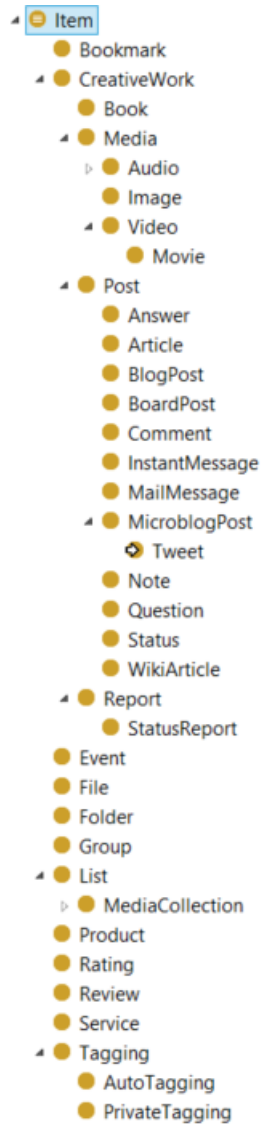 Item
Bookmark
CreativeWork
Book
Media
Audio
Image
Video
Movie
Post
Answer
Article
BlogPost
BoardPost
Comment
InstantMessage
MailMessage
MicroblogPost
Tweet
Note
Question
Status
WikiArticle
Report
StatusReport
Event
File
Folder
Group
List
MediaCollection
Product
Rating
Review
Service
Tagging
AutoTagging
PrivateTagging